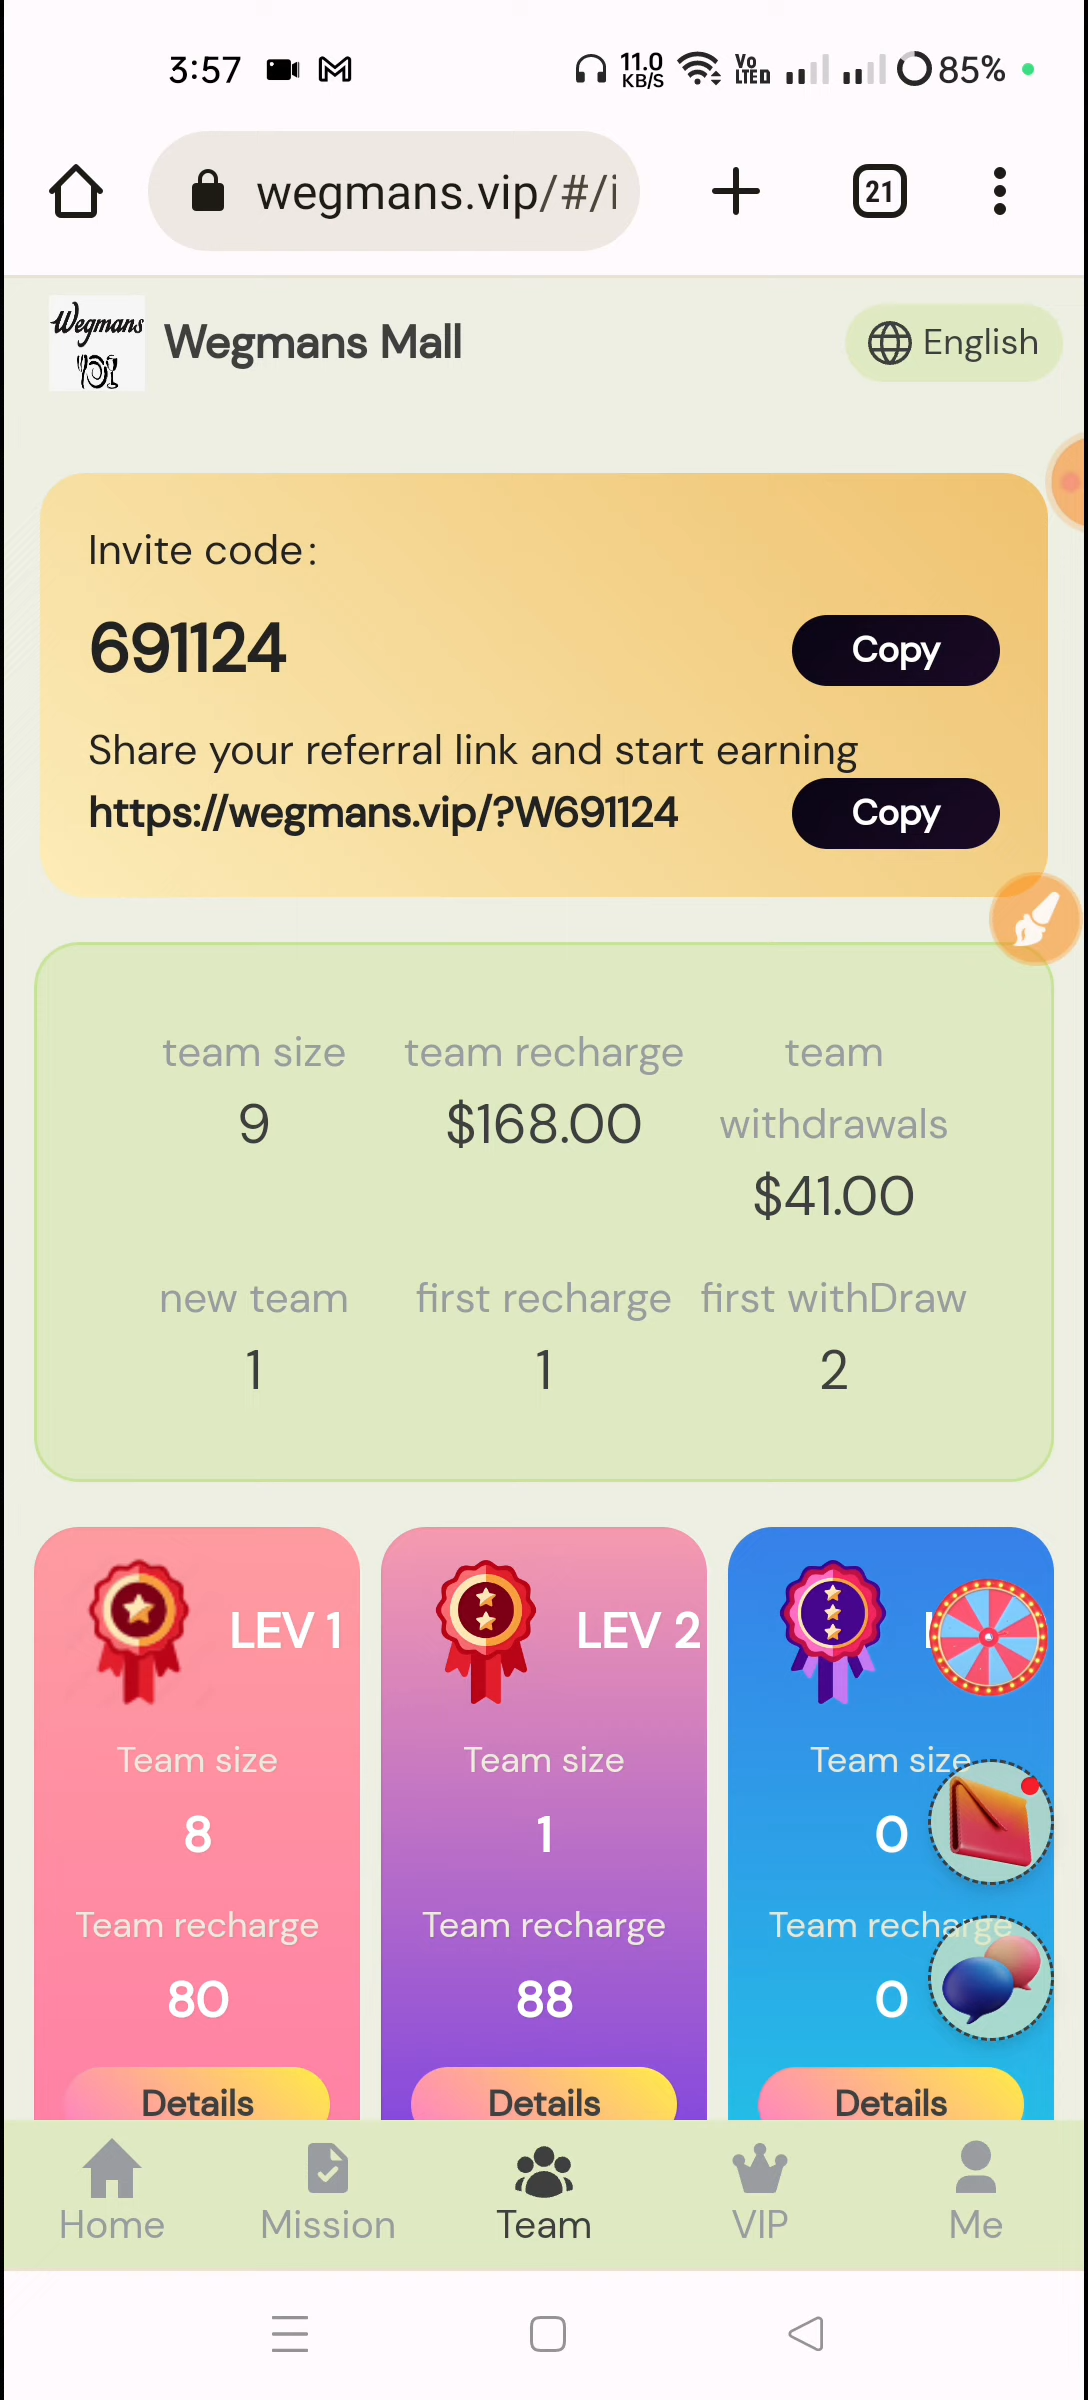 3:57
11.0
KB/S
Vo
LTED
85%
wegmans.vip/#/i
21
Wegmans
Wegmans Mall
English
Invite code:
691124
Copy
Share your referral link and start earning
https://wegmans.vip/?W691124
Copy
team size
team recharge
team withdrawals
9
$168.00
$41.00
new team
first recharge
first withDraw
1
1
2
LEV 1
LEV 2
Team size
Team size
Team size
8
1
0
Team recharge
Team recharge
Team recharge
80
88
0
Details
Details
Details
Home
Mission
Team
VIP
Me